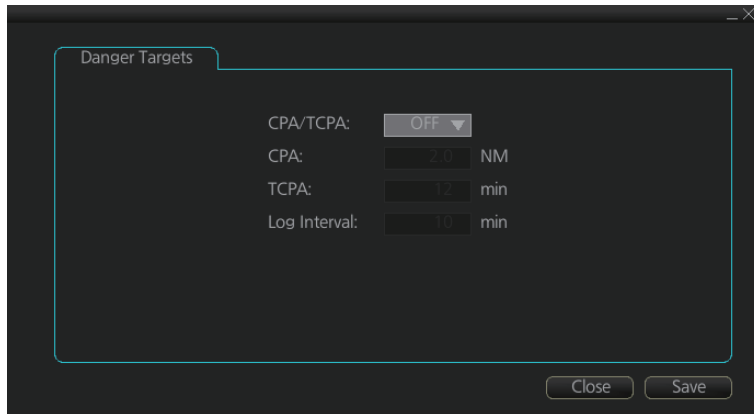 Danger Targets
CPA/TCPA: OFF
CPA: 2.0 NM
TCPA: 12 min
Log Interval: 10 min
Close Save